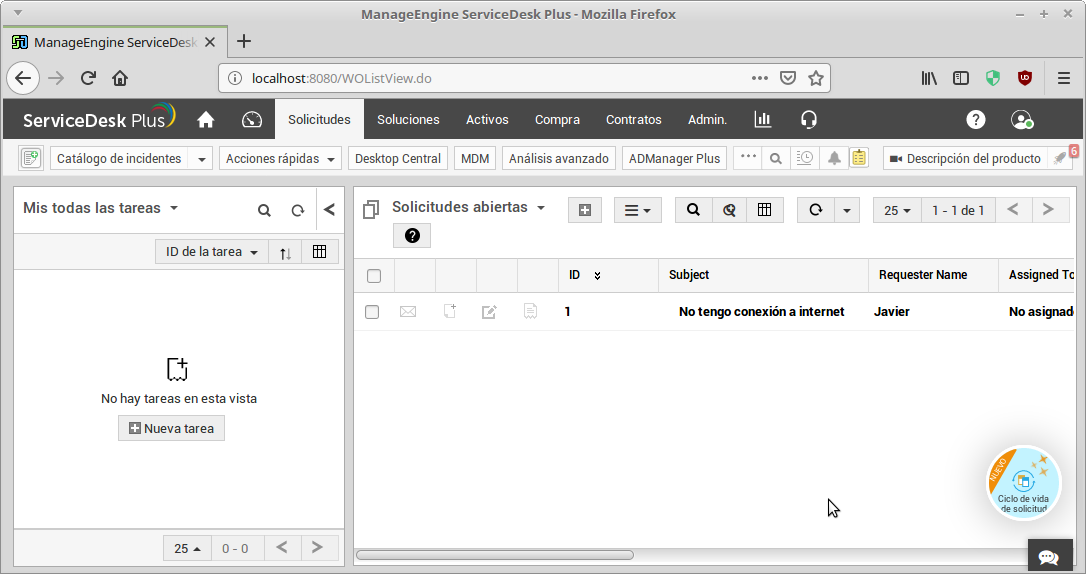 ManageEngine ServiceDesk Plus - Mozilla Firefox
ManageEngine ServiceDesk
localhost:8080/WOListView.do
ServiceDesk Plus
Solicitudes
Soluciones
Activos
Compra
Contratos
Admin.
Catálogo de incidentes
Acciones rápidas
Desktop Central
MDM
Análisis avanzado
ADManager Plus
Descripción del producto
6
Mis todas las tareas
ID de la tarea
No hay tareas en esta vista
Nueva tarea
25
0 - 0
Solicitudes abiertas
25
1 - 1 de 1
ID
Subject
Requester Name
Assigned To
1
No tengo conexión a internet
Javier
No asignado
NUEVO
Ciclo de vida
de solicitud